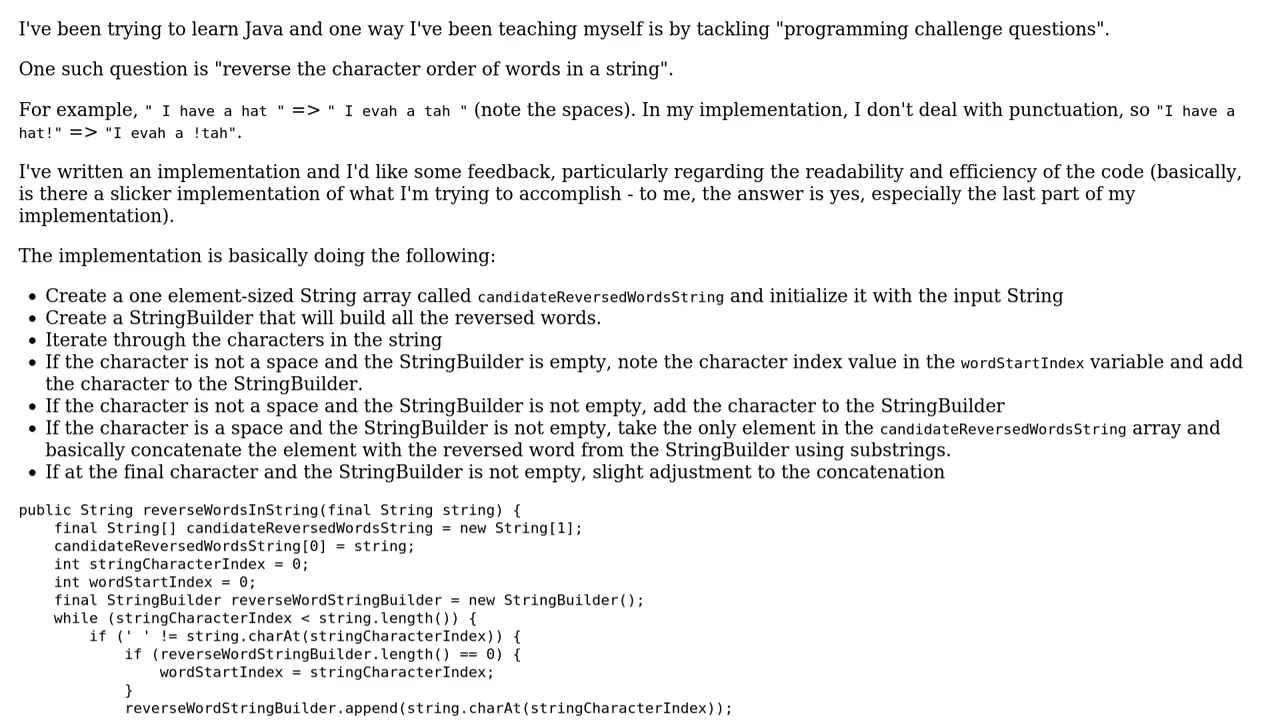 I've been trying to learn Java and one way I've been teaching myself is by tackling "programming challenge questions".
One such question is "reverse the character order of words in a string".
For example, " I have a hat " => " I evah a tah " (note the spaces). In my implementation, I don't deal with punctuation, so "I have a
hat!" => "I evah a !tah".
I've written an implementation and I'd like some feedback, particularly regarding the readability and efficiency of the code (basically,
is there a slicker implementation of what I'm trying to accomplish - to me, the answer is yes, especially the last part of my
implementation).
The implementation is basically doing the following:
• Create a one element-sized String array called candidateReversedWordsString and initialize it with the input String
• Create a StringBuilder that will build all the reversed words.
• Iterate through the characters in the string
• If the character is not a space and the StringBuilder is empty, note the character index value in the wordStartIndex variable and add
the character to the StringBuilder.
• If the character is not a space and the StringBuilder is not empty, add the character to the StringBuilder
• If the character is a space and the StringBuilder is not empty, take the only element in the candidateReversedWordsString array and
basically concatenate the element with the reversed word from the StringBuilder using substrings.
• If at the final character and the StringBuilder is not empty, slight adjustment to the concatenation
public String reverseWordsInString(final String string) {
    final String[] candidateReversedWordsString = new String[1];
    candidateReversedWordsString[0] = string;
    int stringCharacterIndex = 0;
    int wordStartIndex = 0;
    final StringBuilder reverseWordStringBuilder = new StringBuilder();
    while (stringCharacterIndex < string.length()) {
        if (' ' != string.charAt(stringCharacterIndex)) {
            if (reverseWordStringBuilder.length() == 0) {
                wordStartIndex = stringCharacterIndex;
            }
            reverseWordStringBuilder.append(string.charAt(stringCharacterIndex));